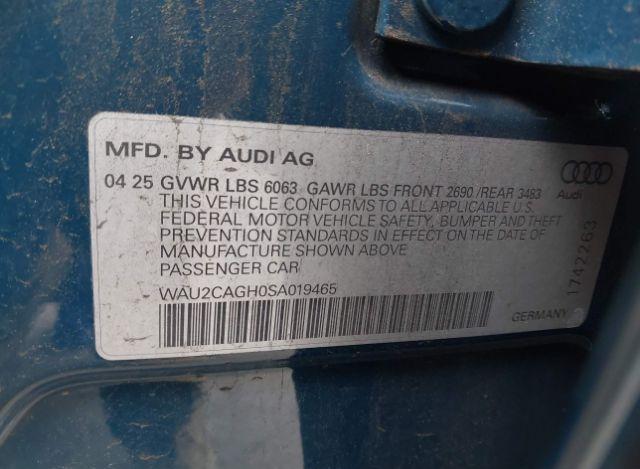 MFD. BY AUDI AG
04 25 GVWR LBS 6063 GAWR LBS FRONT 2690 /REAR 3483
THIS VEHICLE CONFORMS TO ALL APPLICABLE U.S.
FEDERAL MOTOR VEHICLE SAFETY, BUMPER AND THEFT
PREVENTION STANDARDS IN EFFECT ON THE DATE OF
MANUFACTURE SHOWN ABOVE
PASSENGER CAR
WAU2CAGH0SA019465
GERMANY
Audi
1742263